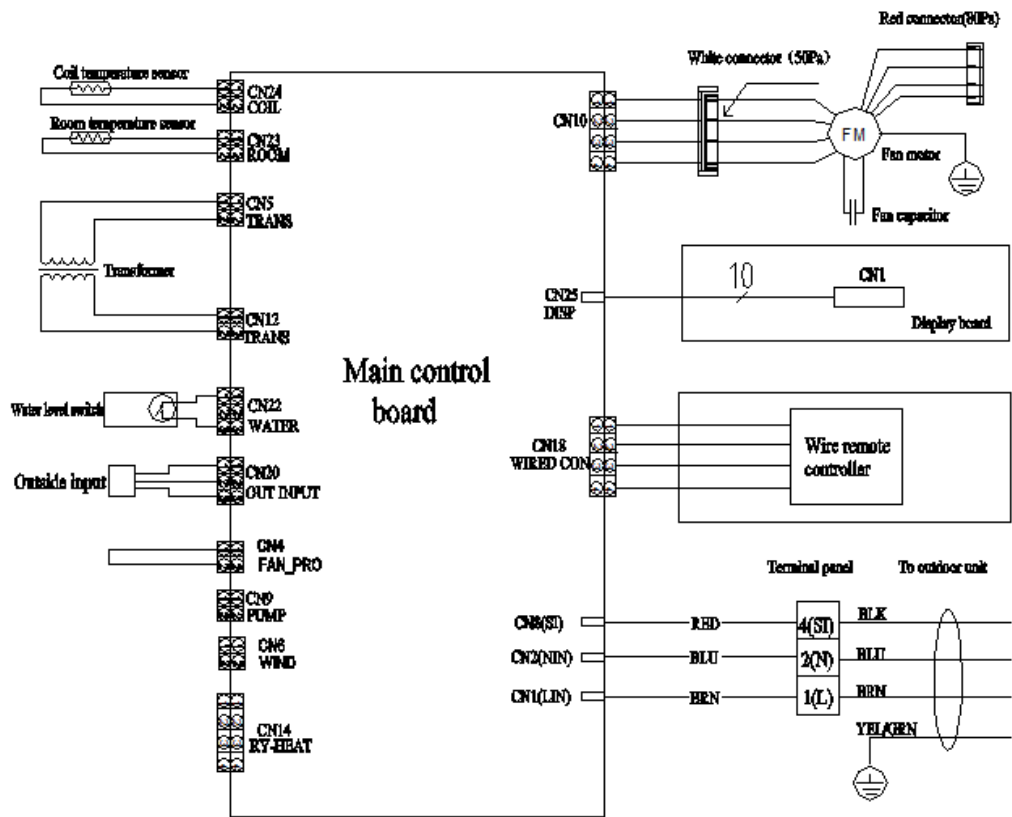 Red connector(80Pa)
White connector（50Pa）
Coil temperature sensor
CN24
COIL
Room temperature sensor
CN23
ROOM
CN10
FM
Fan motor
Fan capacitor
CN5
TRANS
Transformer
CN12
TRANS
CN25
DISP
10
CN1
Display board
Main control
board
Water level switch
CN22
WATER
CN18
WIRED CON
Wire remote
controller
Outside input
CN20
OUT INPUT
CN4
FAN_PRO
CN9
PUMP
CN6
WIND
CN14
RY-HEAT
Terminal panel
To outdoor unit
CN8(SI)
RED
4(SI)
BLK
CN2(NIN)
BLU
2(N)
BLU
CN1(LIN)
BRN
1(L)
BRN
YEL/GRN